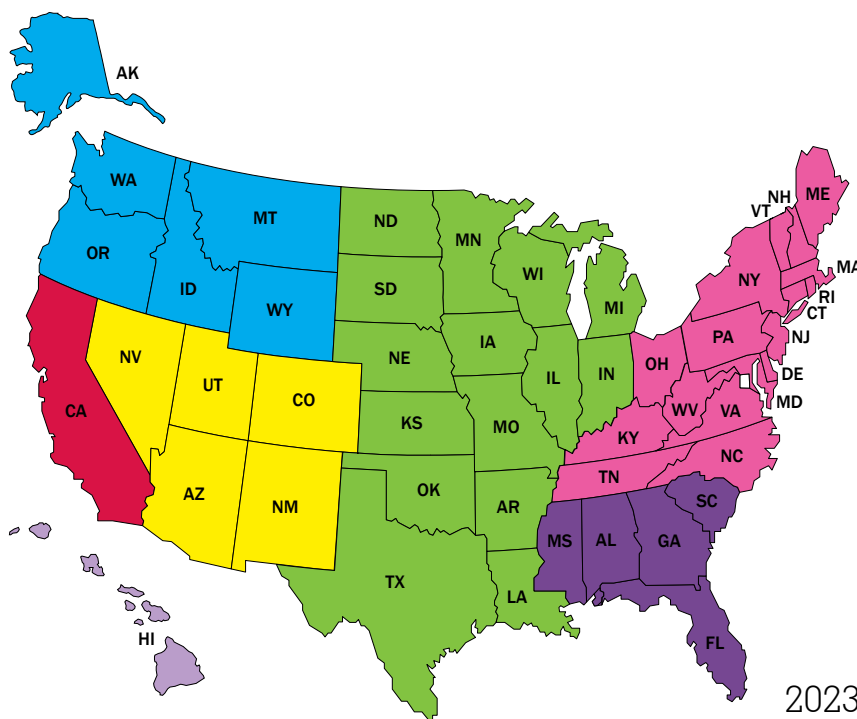 AK
WA
MT
ND
MN
OR
ID
WY
SD
WI
MI
NH
VT
ME
NY
MA
RI
CT
NV
UT
CO
NE
IA
IL
IN
OH
PA
NJ
DE
MD
CA
KS
MO
KY
WV
VA
AZ
NM
OK
AR
TN
NC
SC
TX
LA
MS
AL
GA
FL
HI
2023